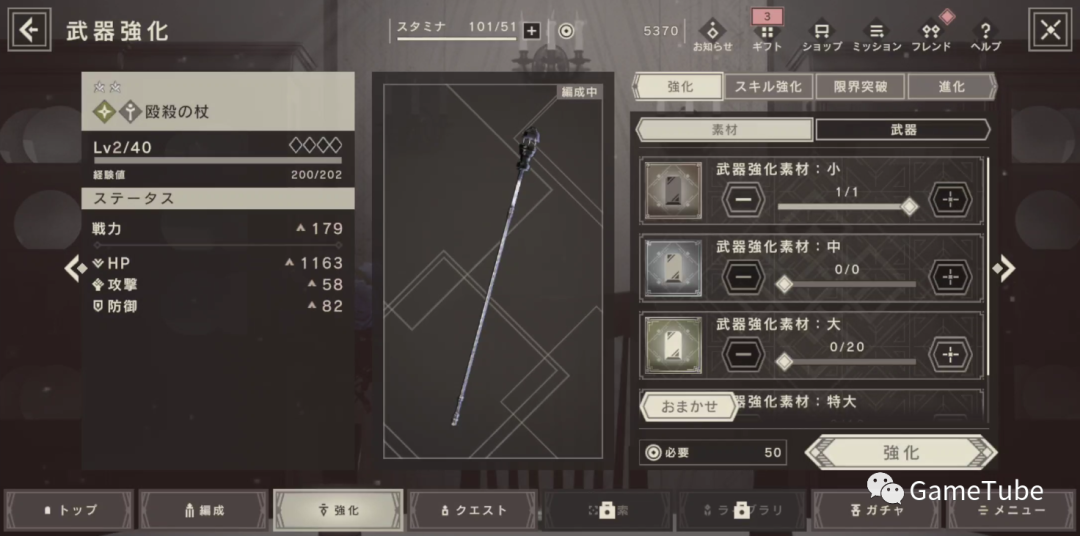 武器強化
スタミナ 101/51
5370
お知らせ
3
ギフト
ショップ
ミッション
フレンド
ヘルプ
殴殺の杖
Lv2/40
経験値 200/202
ステータス
戦力 179
HP 1163
攻撃 58
防御 82
編成中
強化
スキル強化
限界突破
進化
素材
武器
武器強化素材：小
1/1
武器強化素材：中
0/0
武器強化素材：大
0/20
おまかせ
器強化素材：特大
必要 50
強化
GameTube
トップ
編成
強化
クエスト
索
ラ ブラリ
ガチャ
メニュー